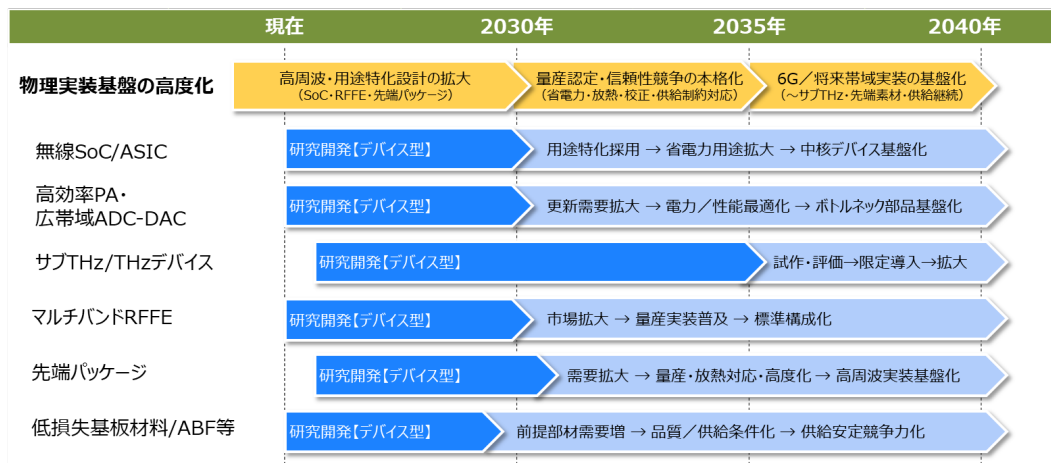 現在 2030年 2035年 2040年
物理実装基盤の高度化
高周波・用途特化設計の拡大
(SoC・RFFE・先端パッケージ)
量産認定・信頼性競争の本格化
(省電力・放熱・校正・供給制約対応)
6G/将来帯域実装の基盤化
(~サブTHz・先端素材・供給継続)
無線SoC/ASIC
研究開発【デバイス型】
用途特化採用 → 省電力用途拡大 → 中核デバイス基盤化
高効率PA・
広帯域ADC-DAC
研究開発【デバイス型】
更新需要拡大 → 電力/性能最適化 → ボトルネック部品基盤化
サブTHz/THzデバイス
研究開発【デバイス型】
試作・評価→限定導入→拡大
マルチバンドRFFE
研究開発【デバイス型】
市場拡大 → 量産実装普及 → 標準構成化
先端パッケージ
研究開発【デバイス型】
需要拡大 → 量産・放熱対応・高度化 → 高周波実装基盤化
低損失基板材料/ABF等
研究開発【デバイス型】
前提部材需要増 → 品質/供給条件化 → 供給安定競争力化